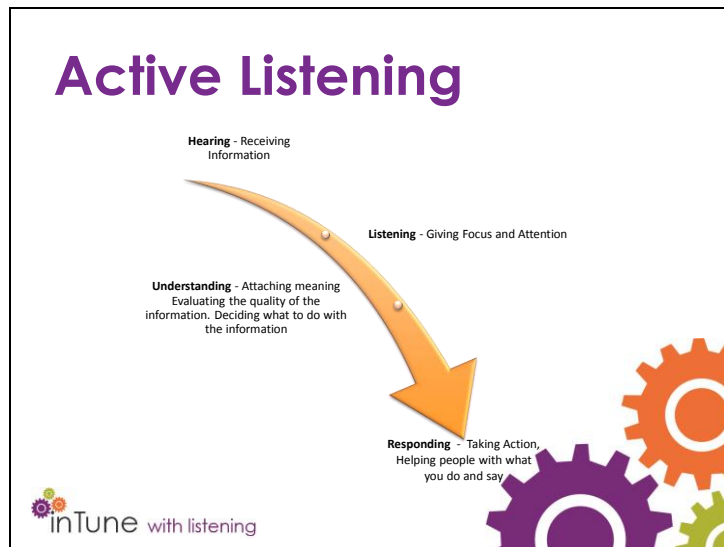 Active Listening
Hearing - Receiving
Information
Listening - Giving Focus and Attention
Understanding - Attaching meaning
Evaluating the quality of the
information. Deciding what to do with
the information
Responding - Taking Action,
Helping people with what
you do and say
inTune with listening